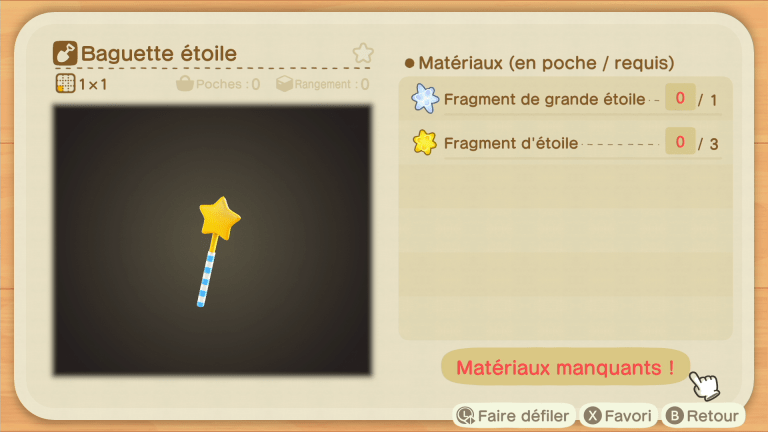 Baguette étoile
1×1 Poches : 0 Rangement : 0
Matériaux (en poche / requis)
Fragment de grande étoile 0 / 1
Fragment d'étoile 0 / 3
Matériaux manquants !
L Faire défiler X Favori B Retour